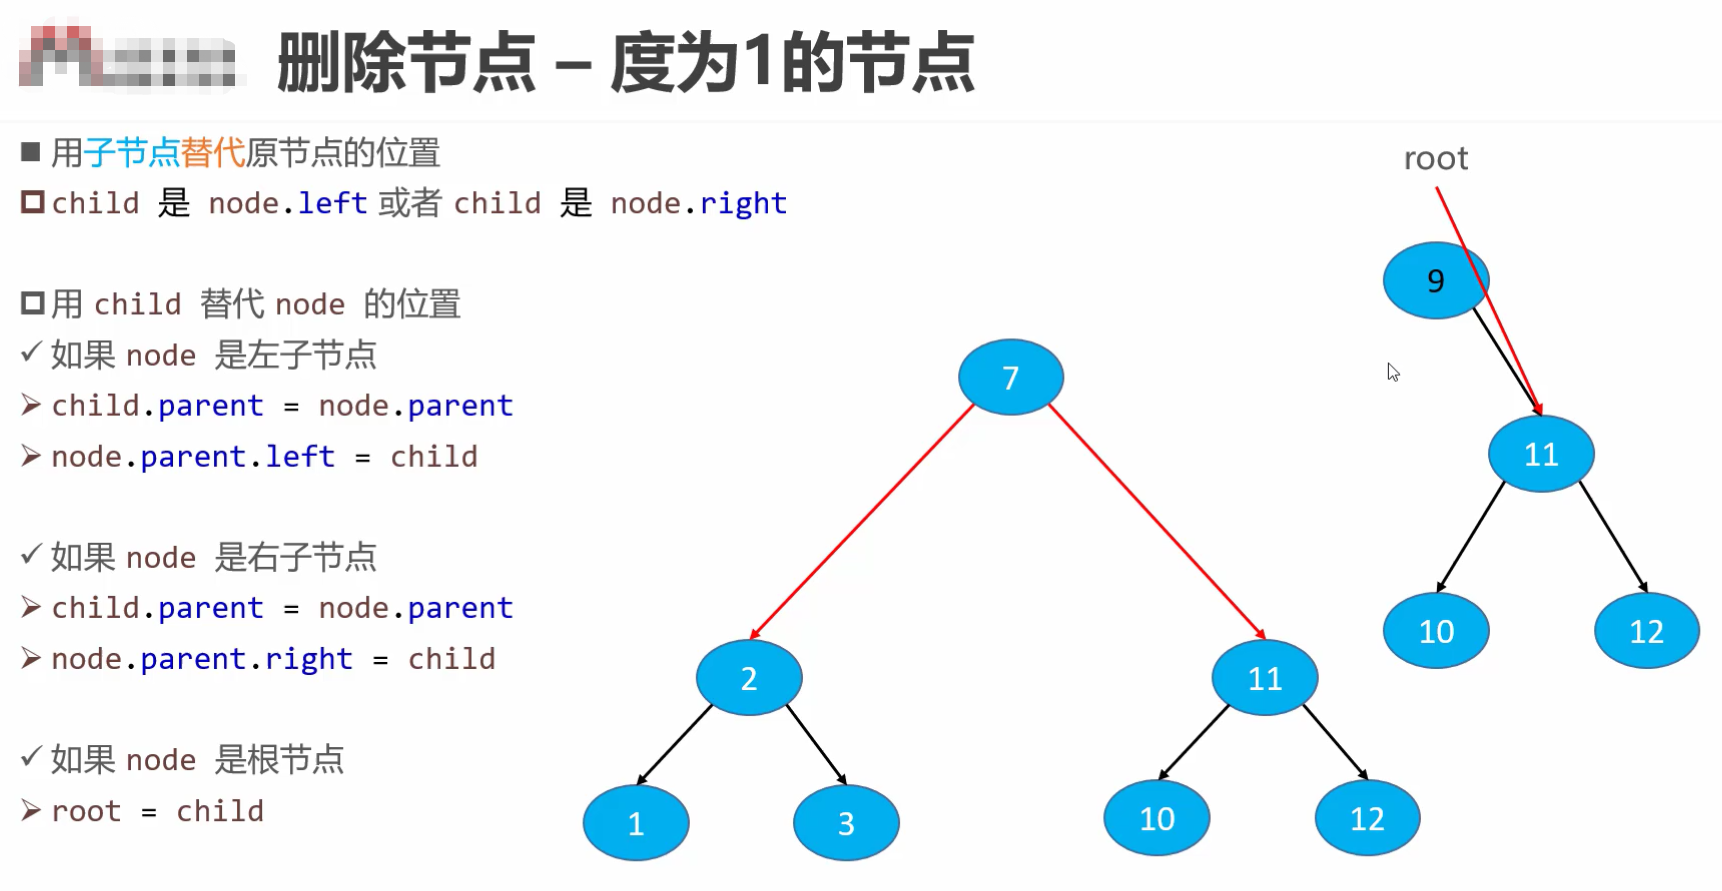 删除节点 – 度为1的节点
用子节点替代原节点的位置
child 是 node.left 或者 child 是 node.right
用 child 替代 node 的位置
如果 node 是左子节点
child.parent = node.parent
node.parent.left = child
如果 node 是右子节点
child.parent = node.parent
node.parent.right = child
如果 node 是根节点
root = child
7
2
11
1
3
10
12
root
9
11
10
12